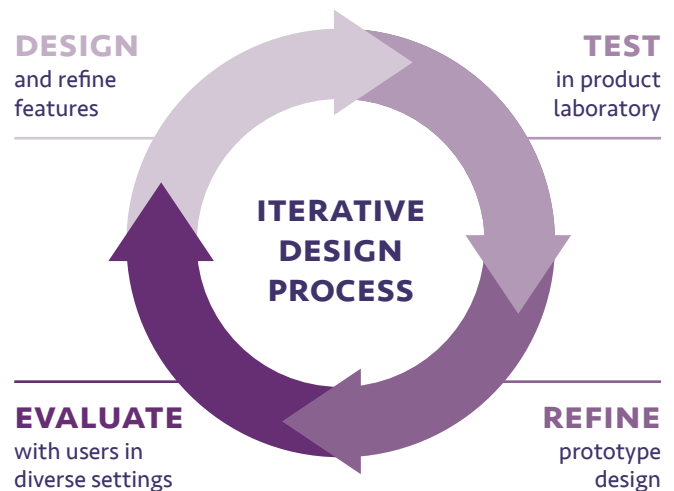 DESIGN
and refine
features
TEST
in product
laboratory
ITERATIVE
DESIGN
PROCESS
EVALUATE
with users in
diverse settings
REFINE
prototype
design